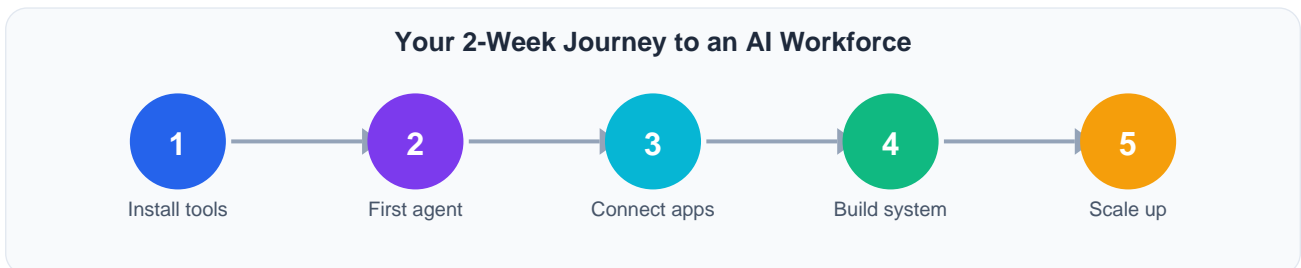 Your 2-Week Journey to an AI Workforce
1 2 3 4 5
Install tools First agent Connect apps Build system Scale up